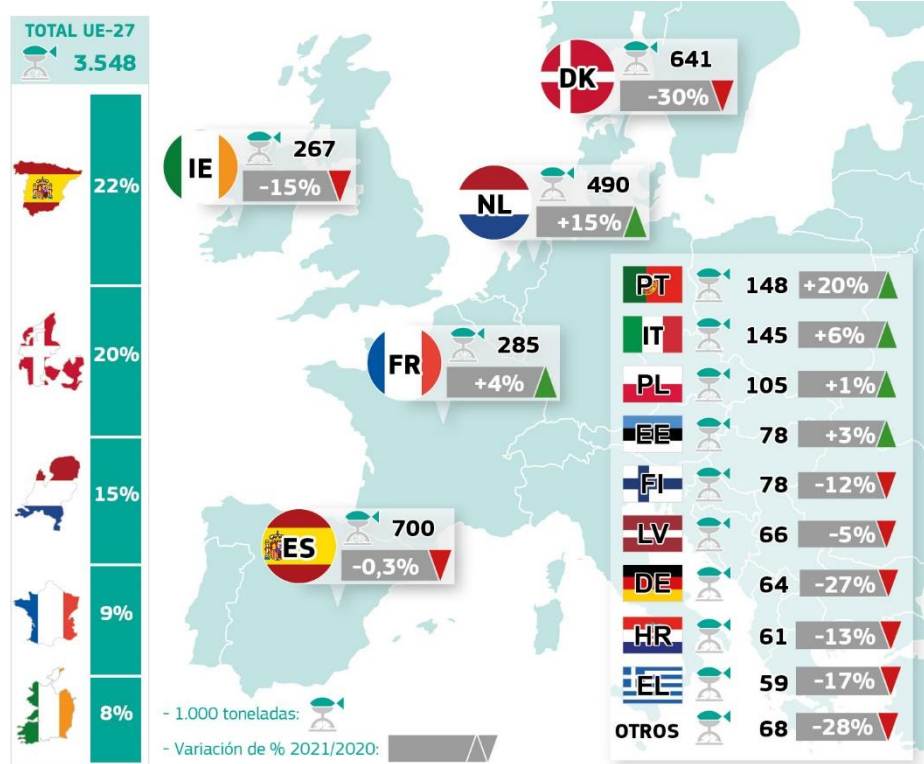 TOTAL UE-27
3.548
22%
20%
15%
9%
8%
DK
641
-30%
IE
267
-15%
NL
490
+15%
FR
285
+4%
ES
700
-0,3%
PT 148 +20%
IT 145 +6%
PL 105 +1%
EE 78 +3%
FI 78 -12%
LV 66 -5%
DE 64 -27%
HR 61 -13%
EL 59 -17%
OTROS 68 -28%
- 1.000 toneladas:
- Variación de % 2021/2020: